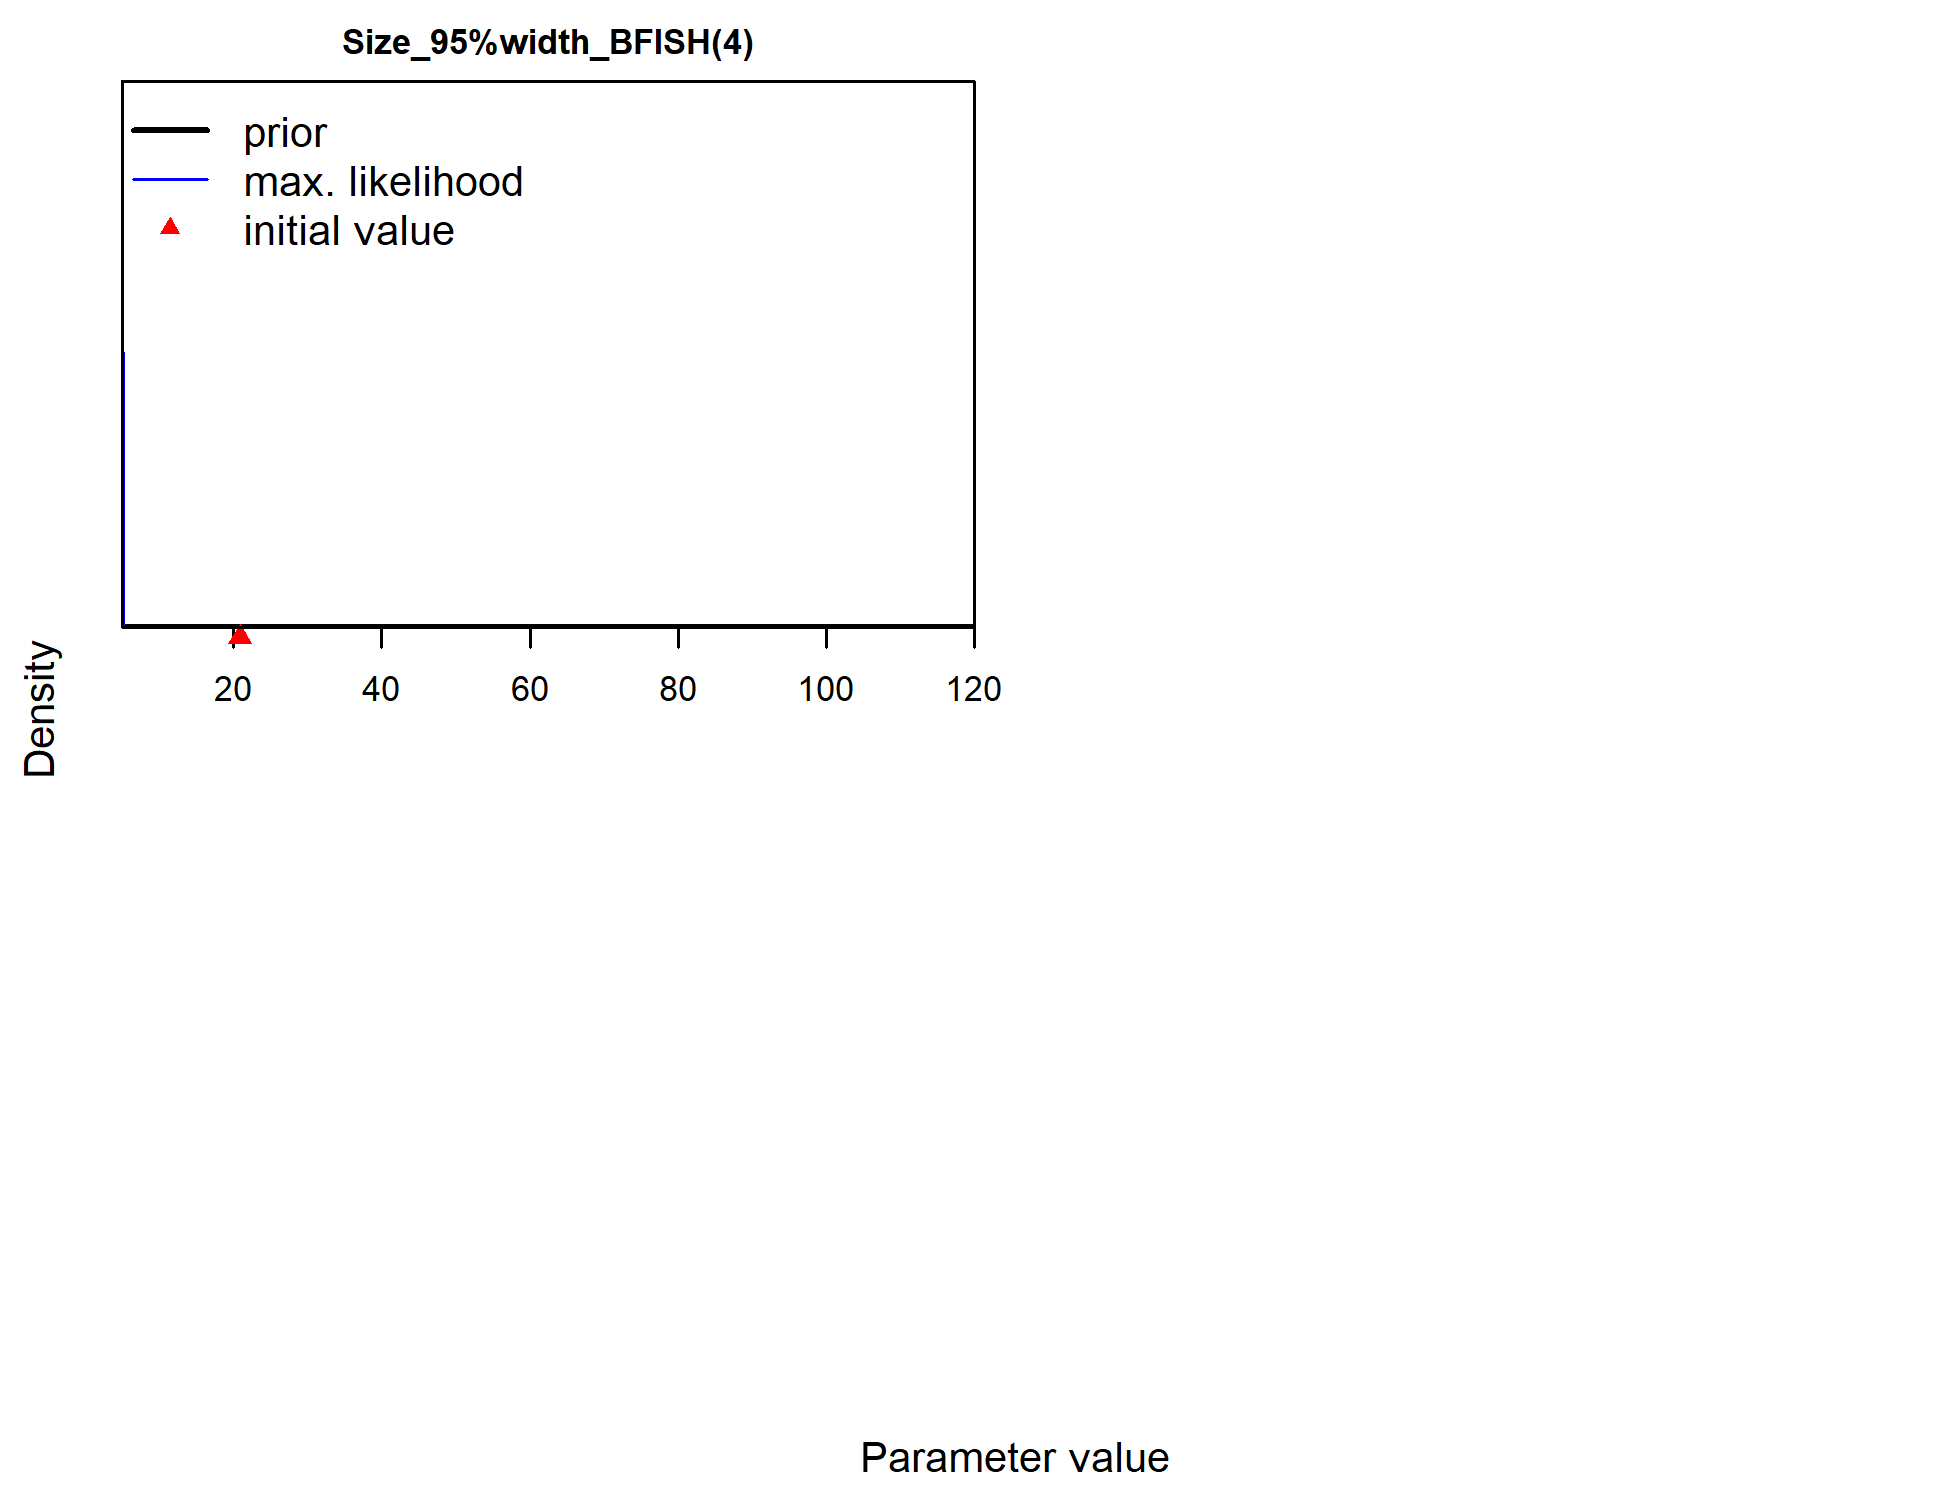 Size_95%width_BFISH(4)
prior
max. likelihood
initial value
Density
20 40 60 80 100 120
Parameter value